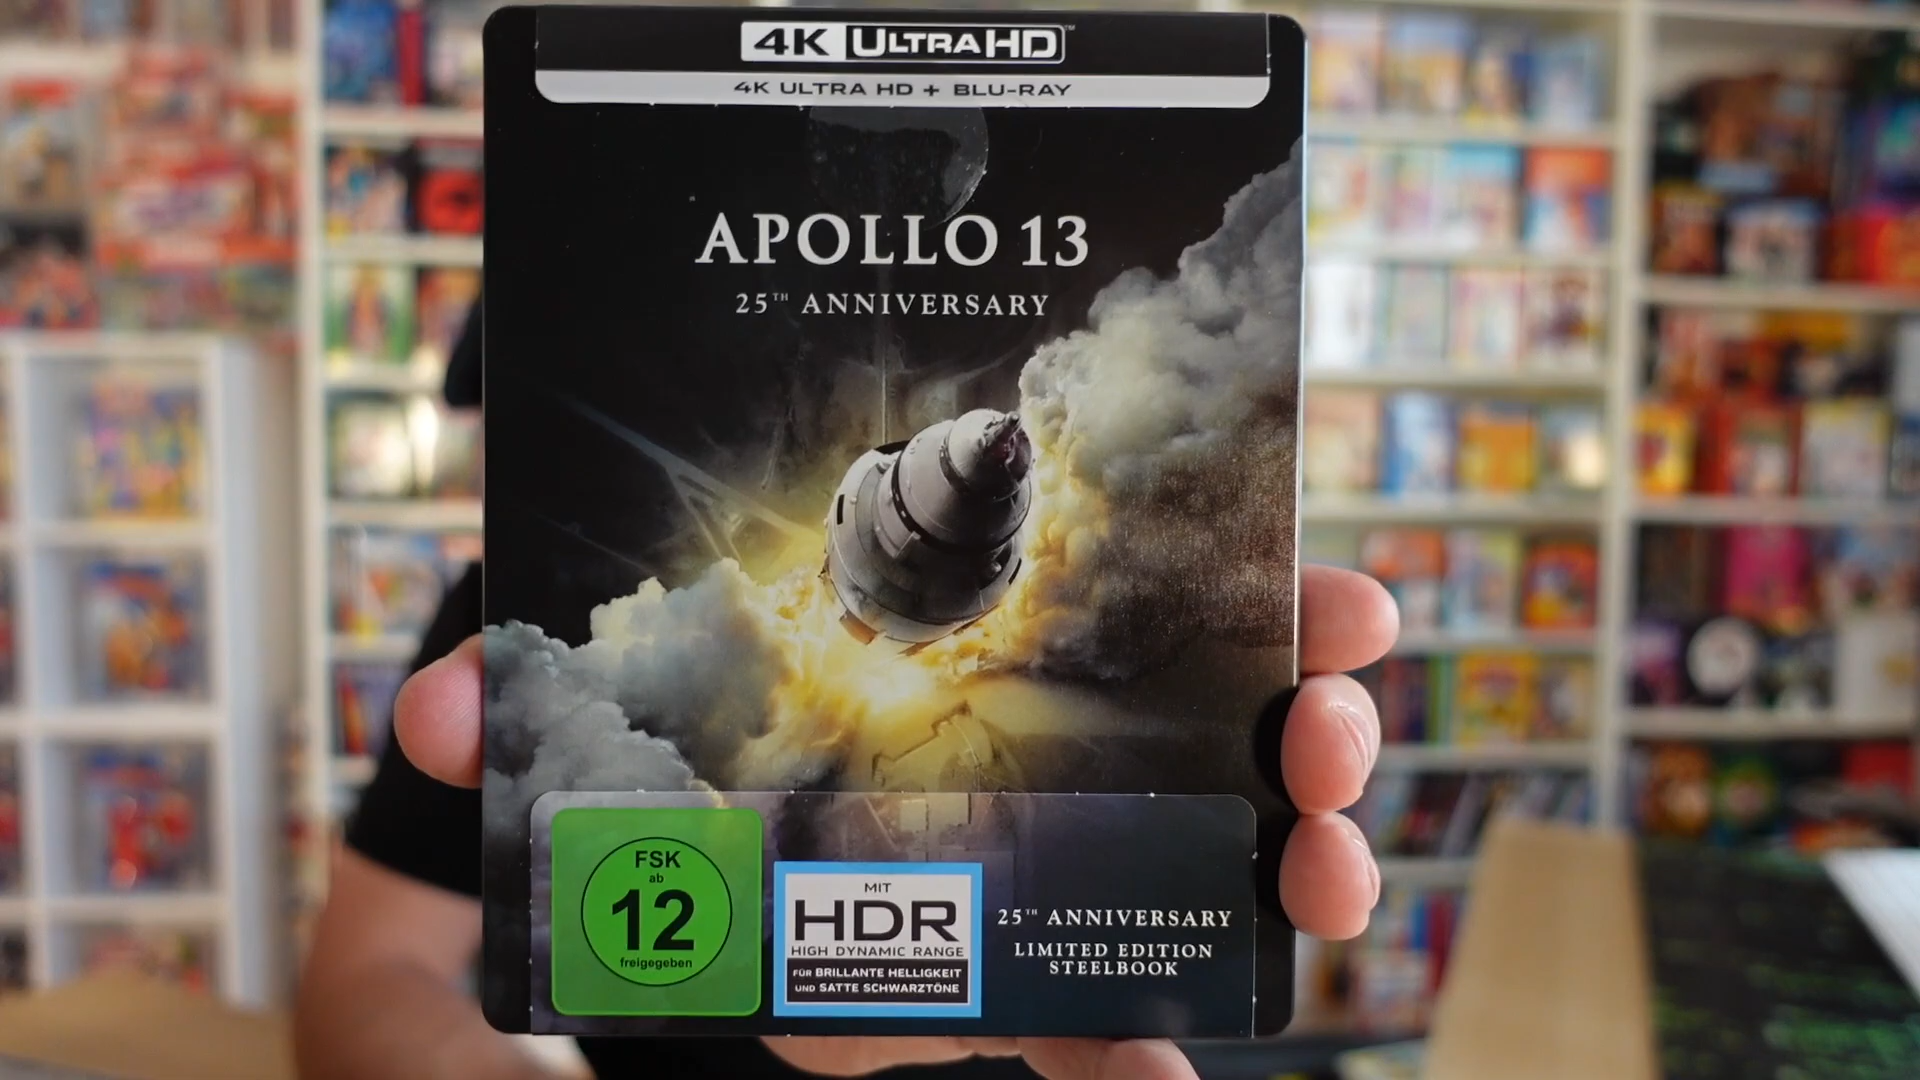 4K ULTRA HD™
4K ULTRA HD + BLU-RAY
APOLLO 13
25TH ANNIVERSARY
FSK
ab
12
freigegeben
MIT
HDR
HIGH DYNAMIC RANGE
FÜR BRILLANTE HELLIGKEIT
UND SATTE SCHWARZTÖNE
25TH ANNIVERSARY
LIMITED EDITION
STEELBOOK